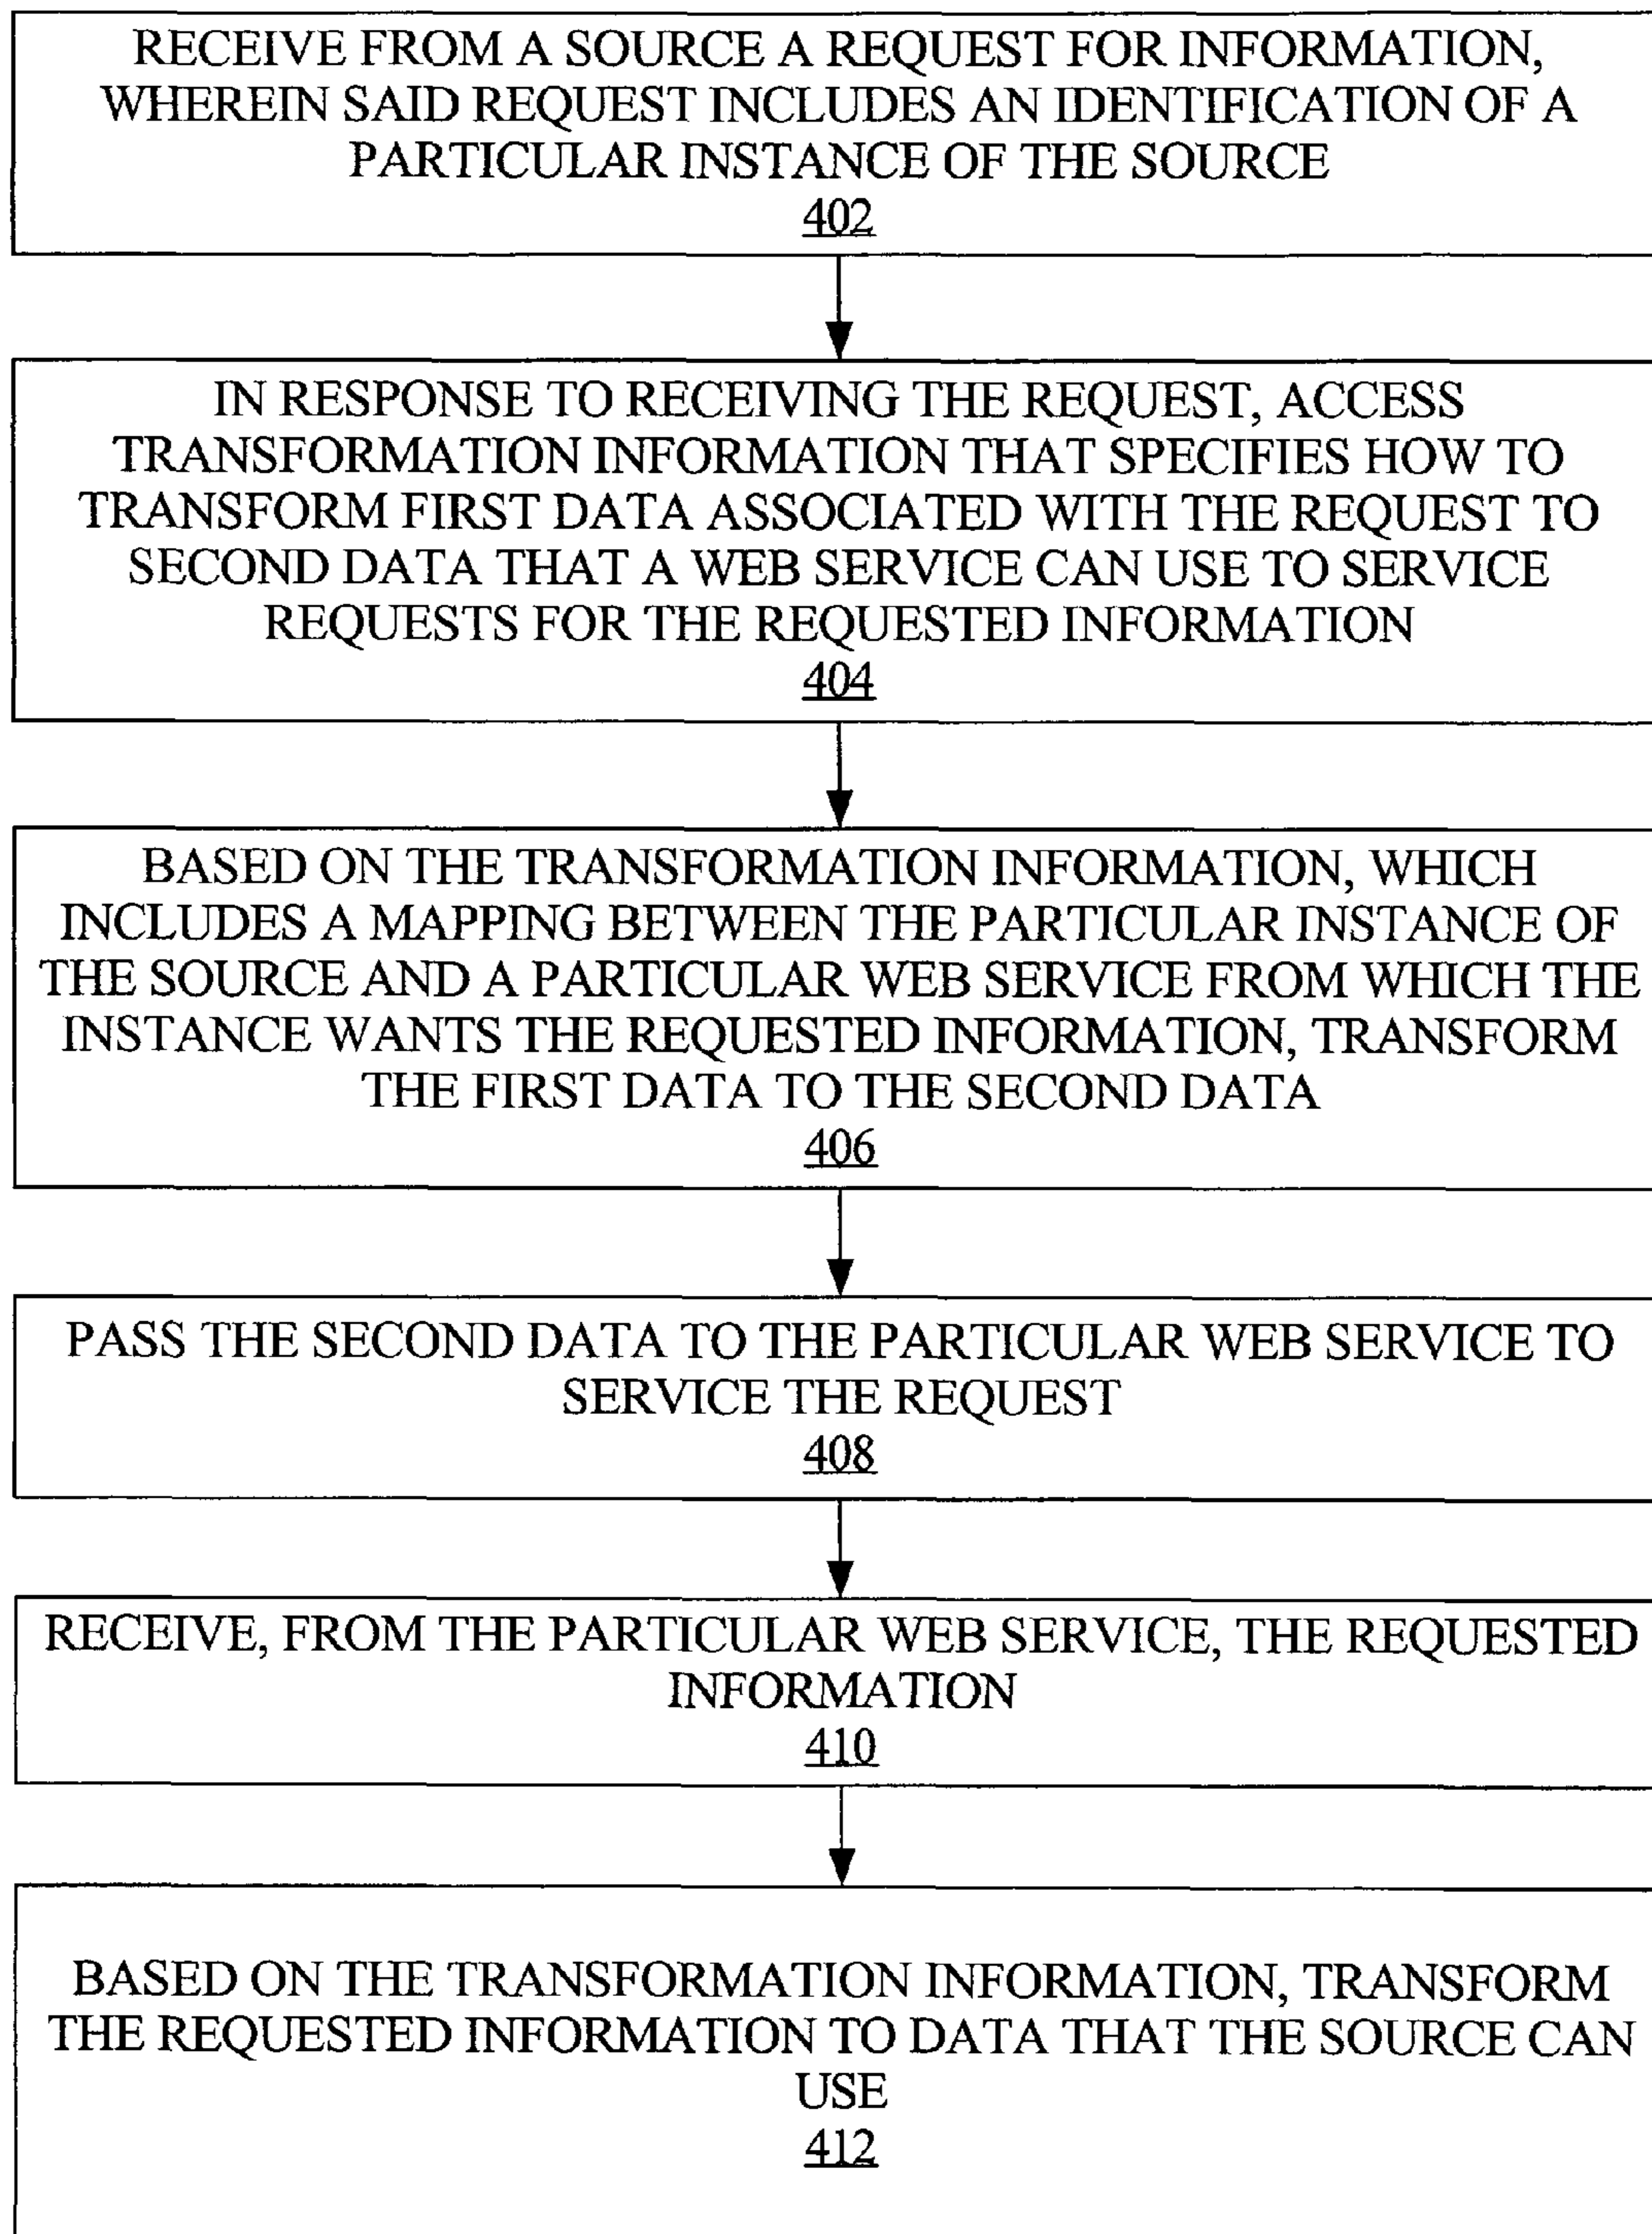 RECEIVE FROM A SOURCE A REQUEST FOR INFORMATION,
WHEREIN SAID REQUEST INCLUDES AN IDENTIFICATION OF A
PARTICULAR INSTANCE OF THE SOURCE
402
IN RESPONSE TO RECEIVING THE REQUEST, ACCESS
TRANSFORMATION INFORMATION THAT SPECIFIES HOW TO
TRANSFORM FIRST DATA ASSOCIATED WITH THE REQUEST TO
SECOND DATA THAT A WEB SERVICE CAN USE TO SERVICE
REQUESTS FOR THE REQUESTED INFORMATION
404
BASED ON THE TRANSFORMATION INFORMATION, WHICH
INCLUDES A MAPPING BETWEEN THE PARTICULAR INSTANCE OF
THE SOURCE AND A PARTICULAR WEB SERVICE FROM WHICH THE
INSTANCE WANTS THE REQUESTED INFORMATION, TRANSFORM
THE FIRST DATA TO THE SECOND DATA
406
PASS THE SECOND DATA TO THE PARTICULAR WEB SERVICE TO
SERVICE THE REQUEST
408
RECEIVE, FROM THE PARTICULAR WEB SERVICE, THE REQUESTED
INFORMATION
410
BASED ON THE TRANSFORMATION INFORMATION, TRANSFORM
THE REQUESTED INFORMATION TO DATA THAT THE SOURCE CAN
USE
412